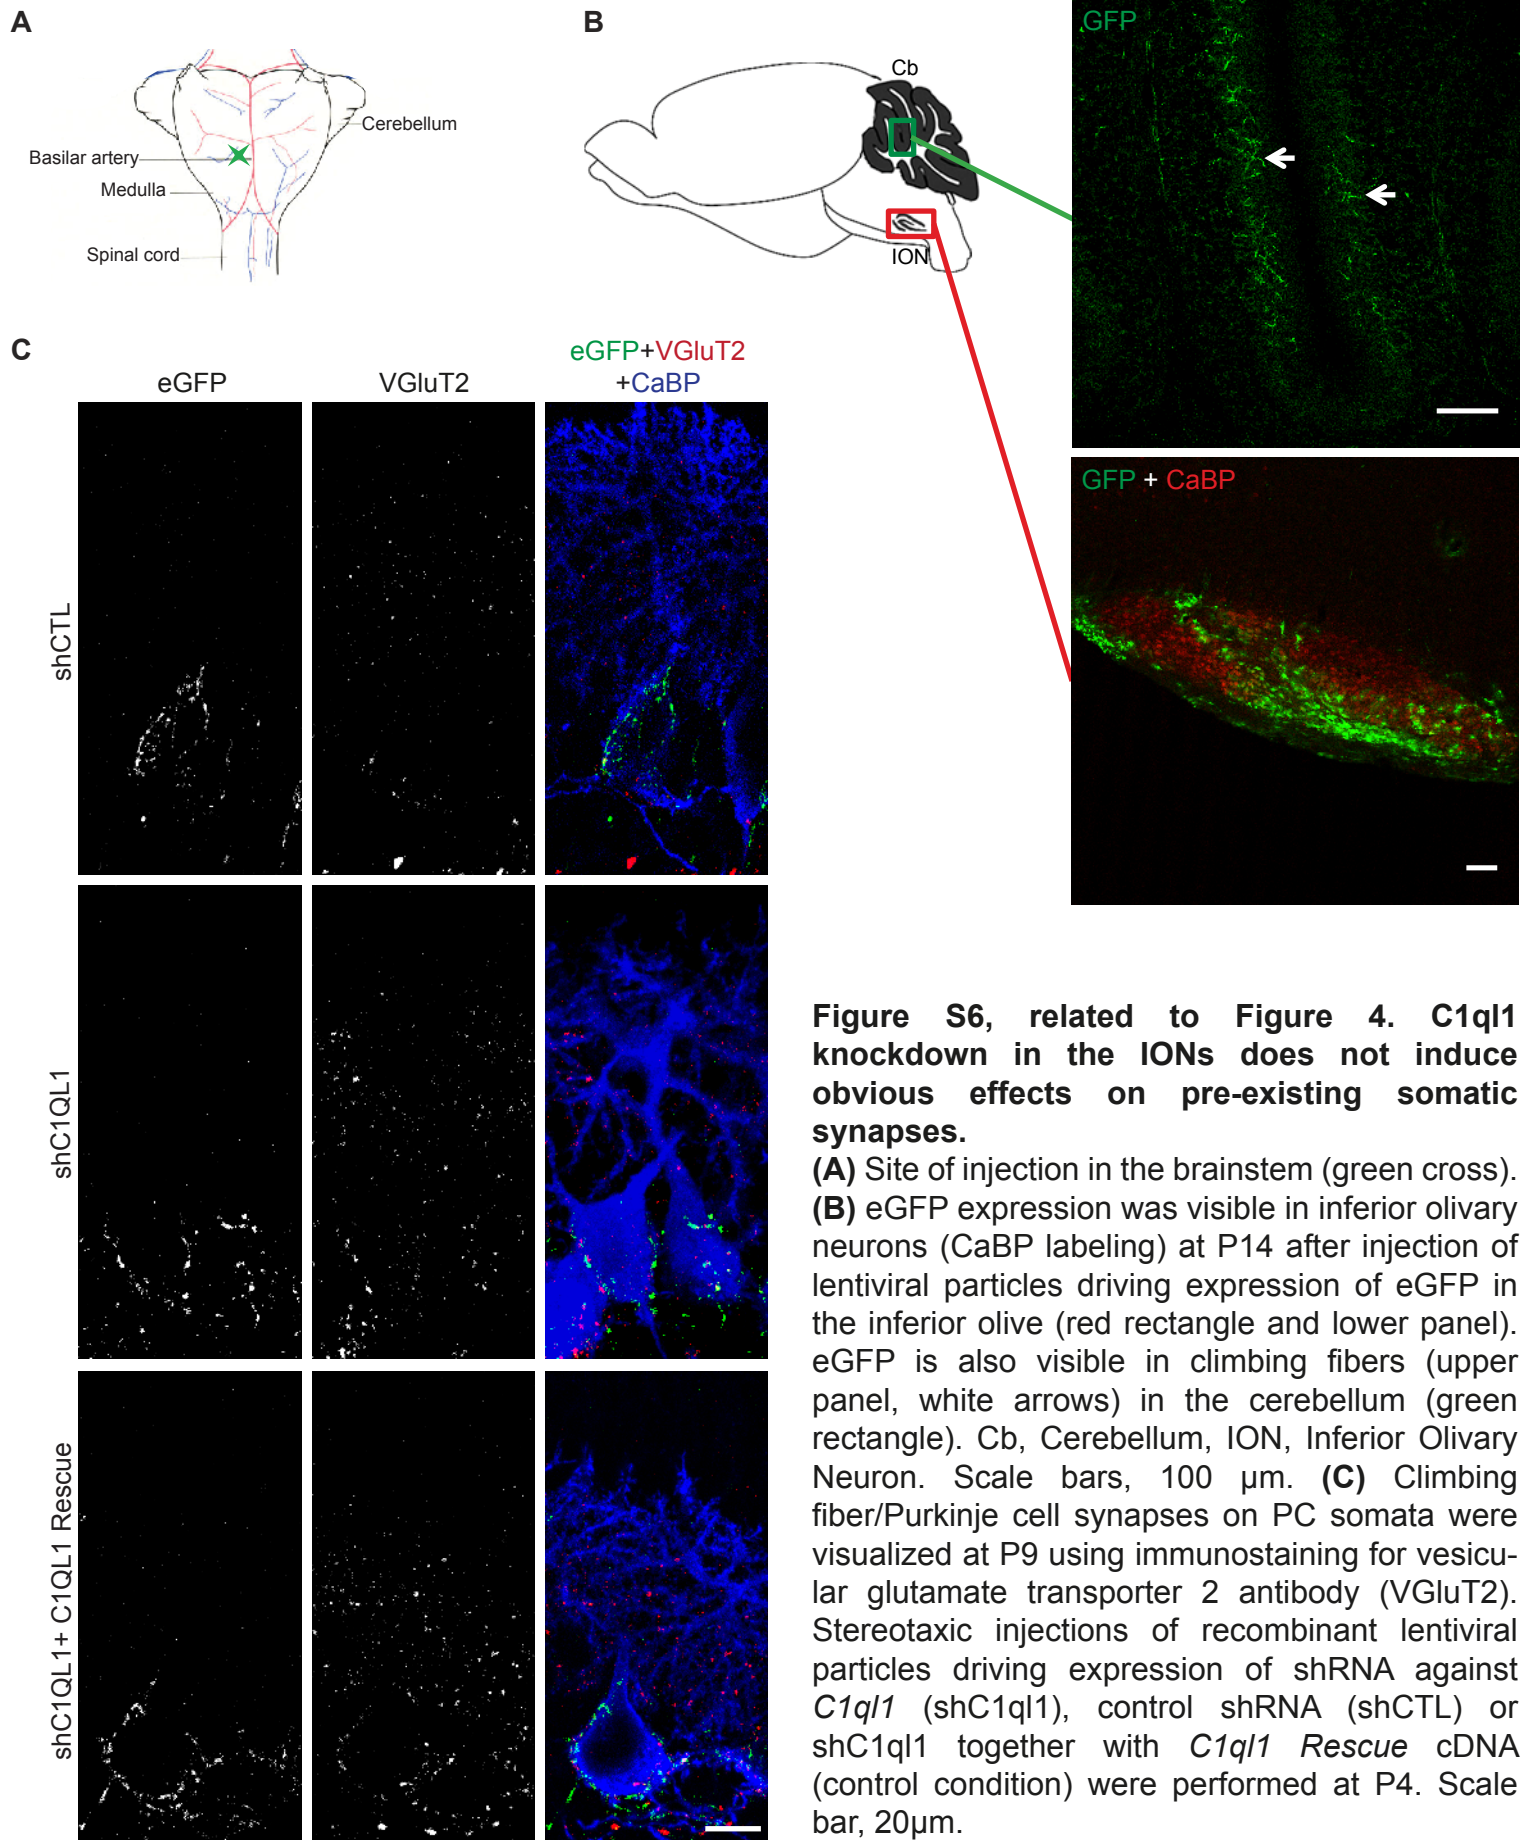 A
Cerebellum
Basilar artery
Medulla
Spinal cord
B
Cb
ION
GFP
GFP + CaBP
C
eGFP
VGluT2
eGFP+VGluT2
+CaBP
shCTL
shC1QL1
shC1QL1+ C1QL1 Rescue
Figure S6, related to Figure 4. C1ql1
knockdown in the IONs does not induce
obvious effects on pre-existing somatic
synapses.
(A) Site of injection in the brainstem (green cross).
(B) eGFP expression was visible in inferior olivary
neurons (CaBP labeling) at P14 after injection of
lentiviral particles driving expression of eGFP in
the inferior olive (red rectangle and lower panel).
eGFP is also visible in climbing fibers (upper
panel, white arrows) in the cerebellum (green
rectangle). Cb, Cerebellum, ION, Inferior Olivary
Neuron. Scale bars, 100 µm. (C) Climbing
fiber/Purkinje cell synapses on PC somata were
visualized at P9 using immunostaining for vesicu-
lar glutamate transporter 2 antibody (VGluT2).
Stereotaxic injections of recombinant lentiviral
particles driving expression of shRNA against
C1ql1 (shC1ql1), control shRNA (shCTL) or
shC1ql1 together with C1ql1 Rescue cDNA
(control condition) were performed at P4. Scale
bar, 20µm.